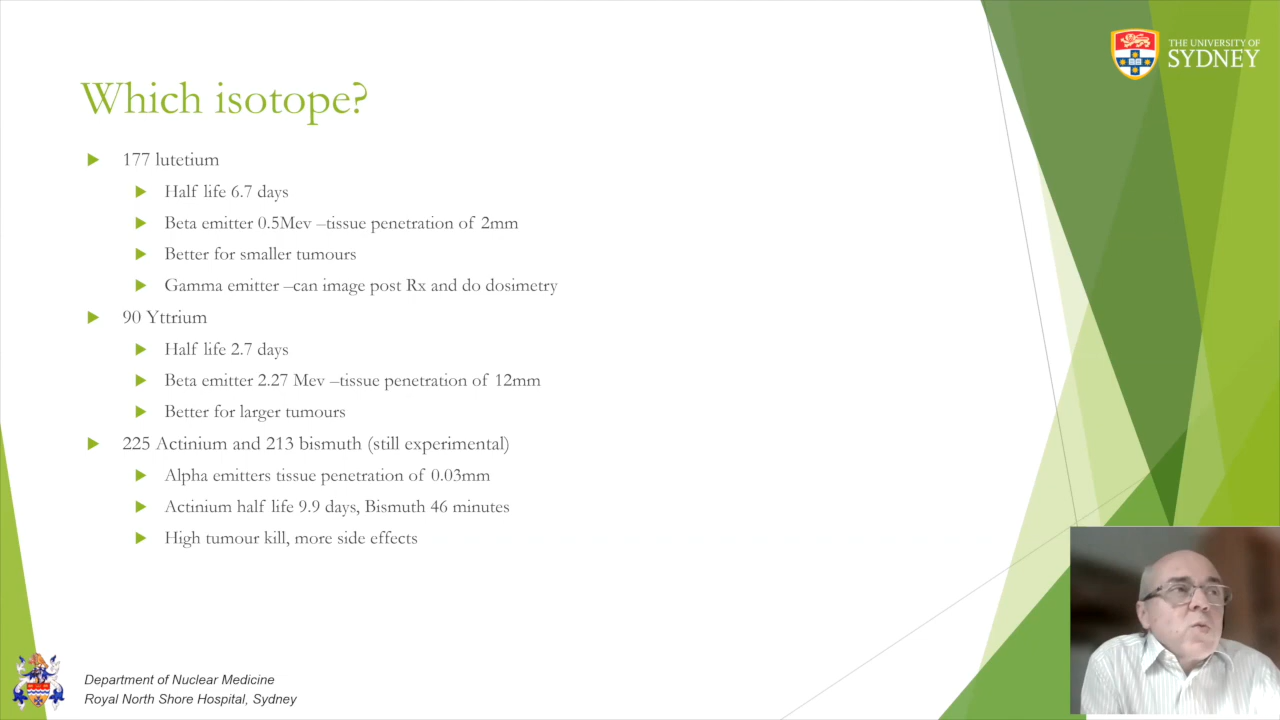 THE UNIVERSITY OF
SYDNEY
Which isotope?
177 lutetium
Half life 6.7 days
Beta emitter 0.5Mev –tissue penetration of 2mm
Better for smaller tumours
Gamma emitter –can image post Rx and do dosimetry
90 Yttrium
Half life 2.7 days
Beta emitter 2.27 Mev –tissue penetration of 12mm
Better for larger tumours
225 Actinium and 213 bismuth (still experimental)
Alpha emitters tissue penetration of 0.03mm
Actinium half life 9.9 days, Bismuth 46 minutes
High tumour kill, more side effects
Department of Nuclear Medicine
Royal North Shore Hospital, Sydney